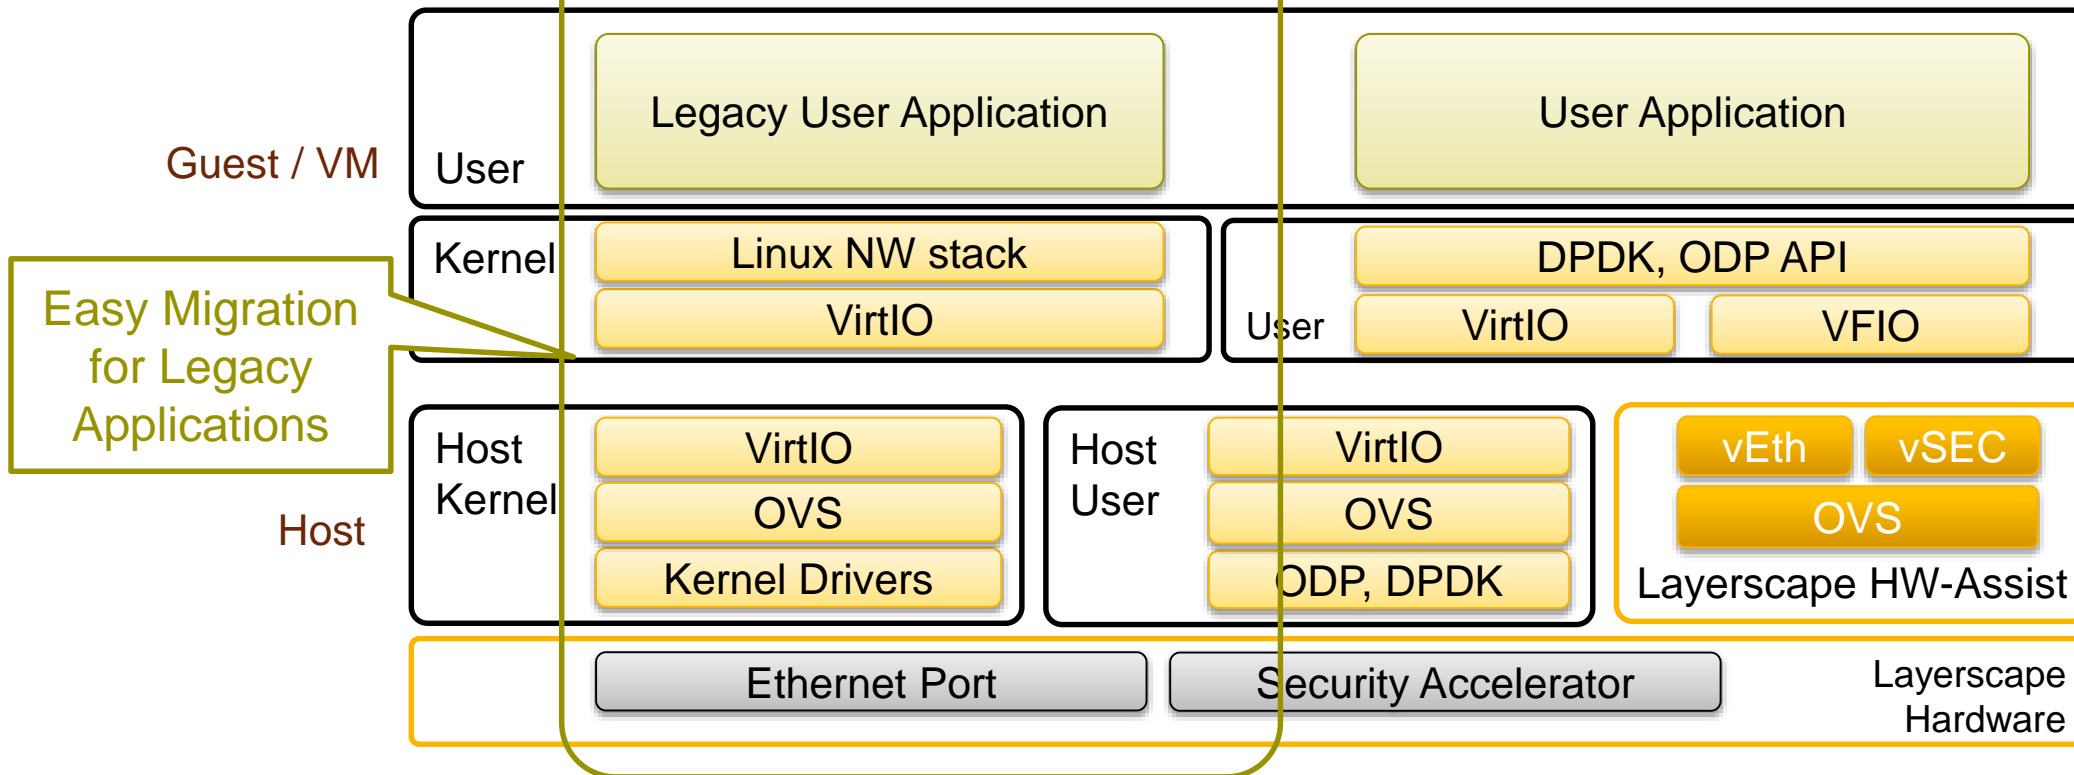 Legacy User Application
User Application
Guest / VM
User
Kernel
Linux NW stack
VirtIO
DPDK, ODP API
User
VirtIO
VFIO
Easy Migration
for Legacy
Applications
Host
Host
Kernel
VirtIO
OVS
Kernel Drivers
Host
User
VirtIO
OVS
ODP, DPDK
vEth
vSEC
OVS
Layerscape HW-Assist
Ethernet Port
Security Accelerator
Layerscape
Hardware